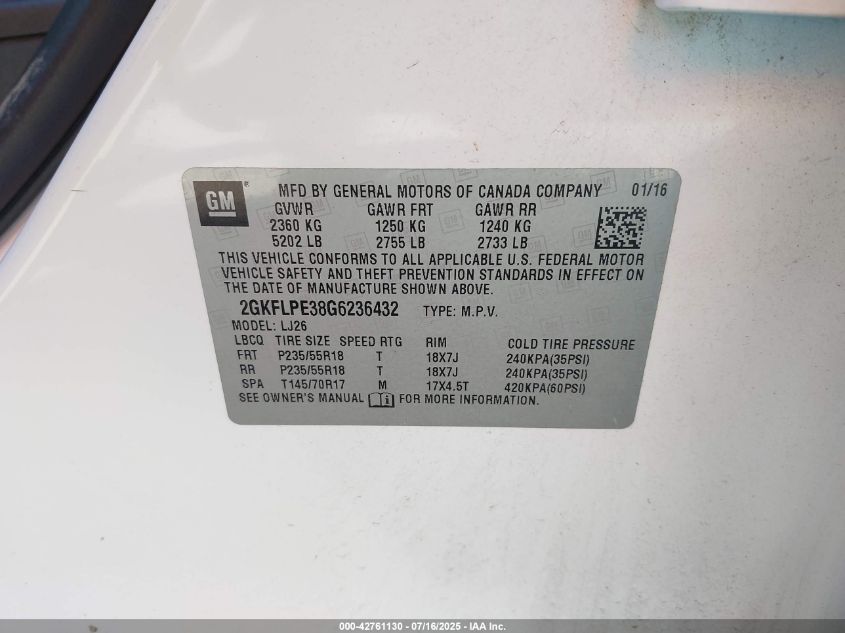 GM ® MFD BY GENERAL MOTORS OF CANADA COMPANY 01/16
GVWR GAWR FRT GAWR RR
2360 KG 1250 KG 1240 KG
5202 LB 2755 LB 2733 LB
THIS VEHICLE CONFORMS TO ALL APPLICABLE U.S. FEDERAL MOTOR
VEHICLE SAFETY AND THEFT PREVENTION STANDARDS IN EFFECT ON
THE DATE OF MANUFACTURE SHOWN ABOVE.
2GKFLPE38G6236432 TYPE: M.P.V.
MODEL: LJ26
LBCQ TIRE SIZE SPEED RTG RIM COLD TIRE PRESSURE
FRT P235/55R18 T 18X7J 240KPA(35PSI)
RR P235/55R18 T 18X7J 240KPA(35PSI)
SPA T145/70R17 M 17X4.5T 420KPA(60PSI)
SEE OWNER'S MANUAL FOR MORE INFORMATION.
000-42761130 - 07/16/2025 - IAA Inc.